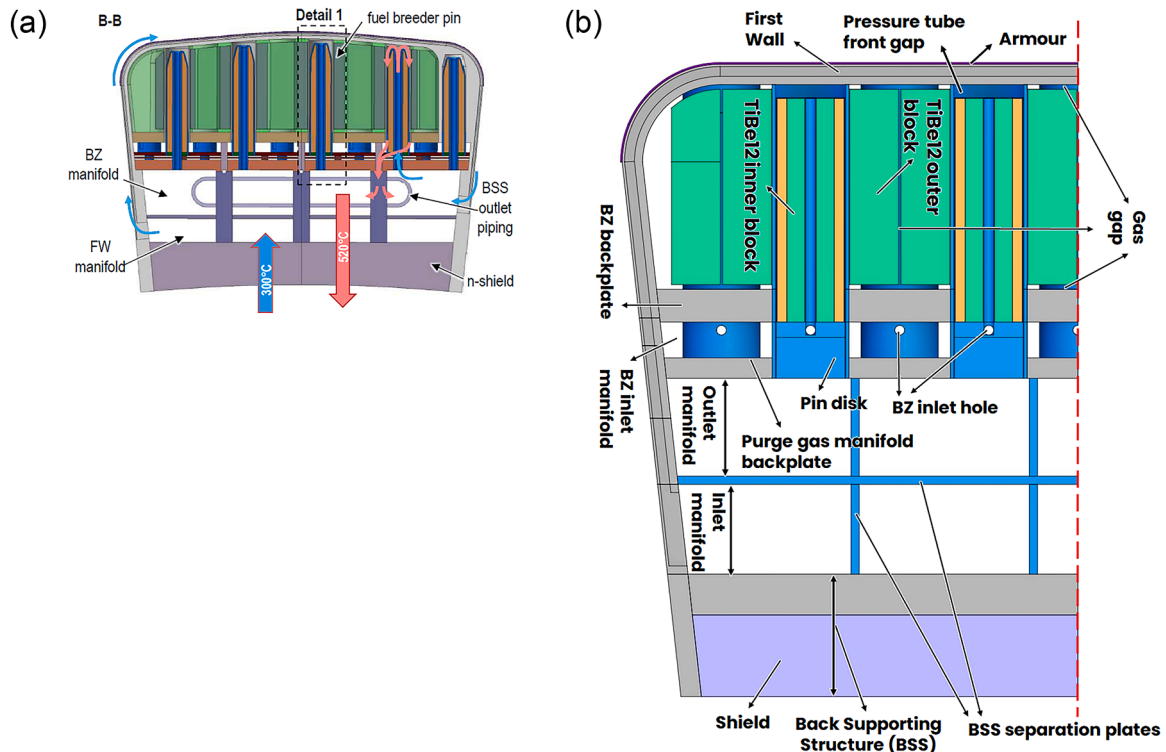 (a)
B-B
Detail 1
fuel breeder pin
BZ
manifold
BSS
outlet
piping
FW
manifold
300°C
520°C
n-shield
(b)
First
Wall
Pressure tube
front gap
Armour
TiBe12 inner block
TiBe12 outer
block
Gas
gap
BZ backplate
BZ inlet
manifold
Pin disk
BZ inlet hole
Outlet
manifold
Purge gas manifold
backplate
Inlet
manifold
Shield
Back Supporting
Structure (BSS)
BSS separation plates